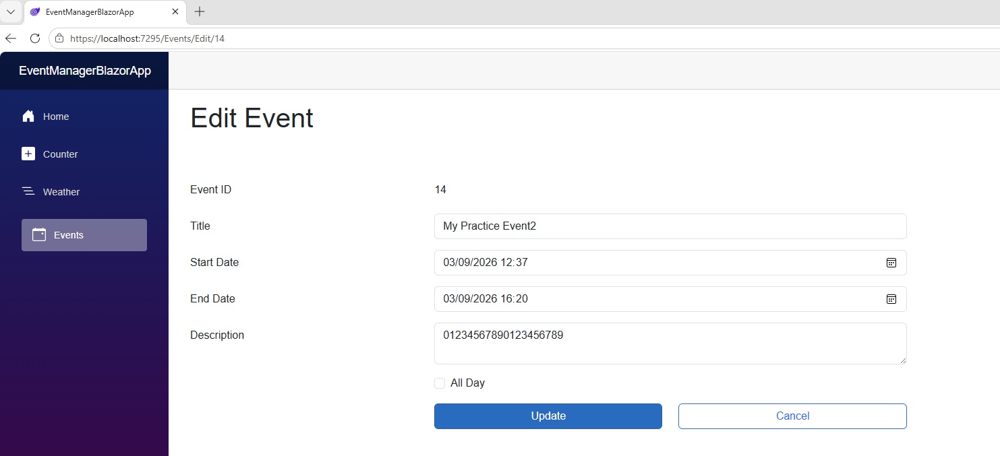 EventManagerBlazorApp
https://localhost:7295/Events/Edit/14
EventManagerBlazorApp
Home
Counter
Weather
Events
Edit Event
Event ID 14
Title My Practice Event2
Start Date 03/09/2026 12:37
End Date 03/09/2026 16:20
Description 01234567890123456789
All Day
Update Cancel